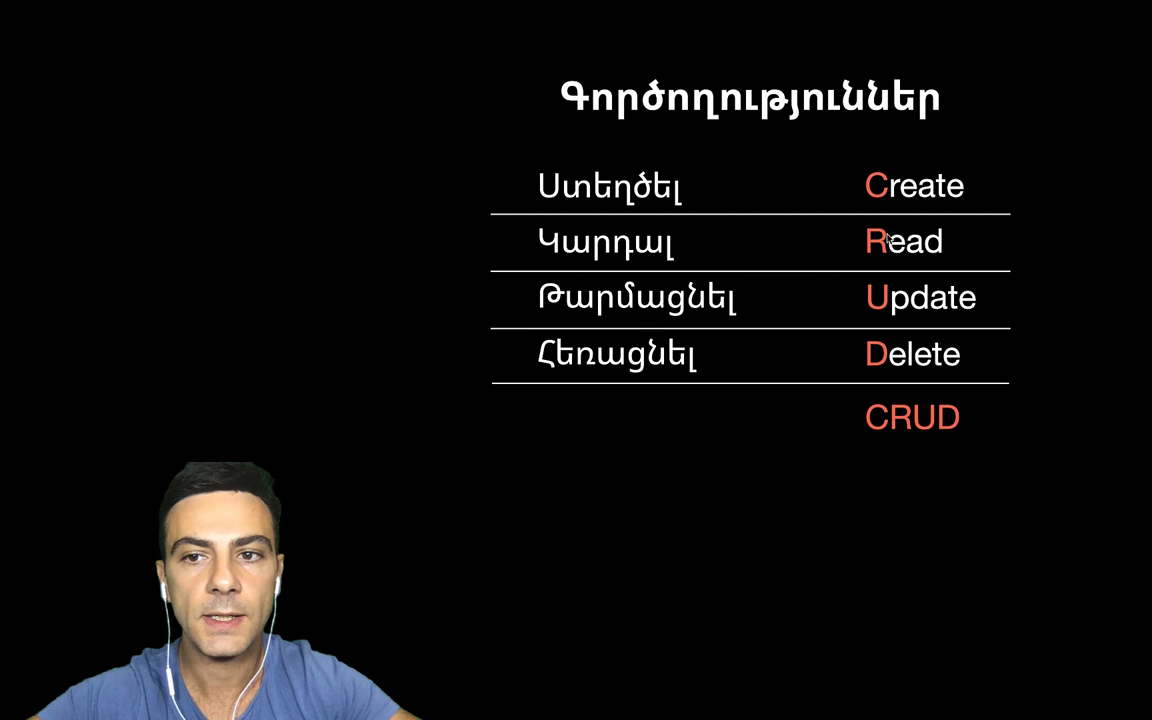 Գործողություններ
Ստեղծել Create
Կարդալ Read
Թարմացնել Update
Հեռացնել Delete
CRUD